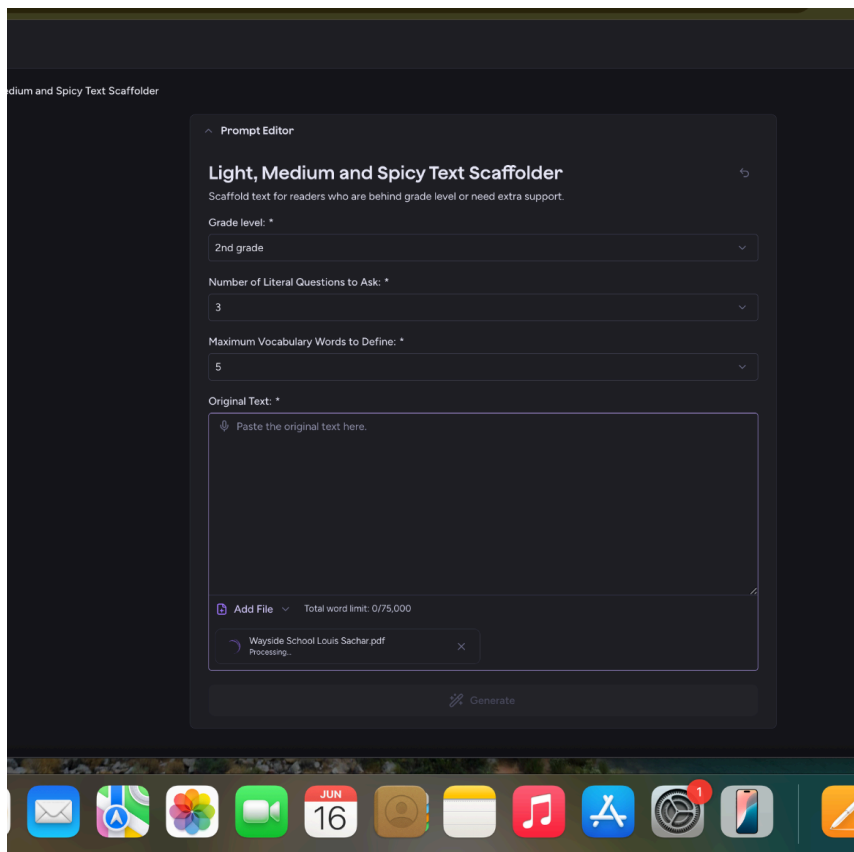 edium and Spicy Text Scaffolder
Prompt Editor
Light, Medium and Spicy Text Scaffolder
Scaffold text for readers who are behind grade level or need extra support.
Grade level: *
2nd grade
Number of Literal Questions to Ask: *
3
Maximum Vocabulary Words to Define: *
5
Original Text: *
Paste the original text here.
Add File Total word limit: 0/75,000
Wayside School Louis Sachar.pdf
Processing...
Generate
JUN
16
1